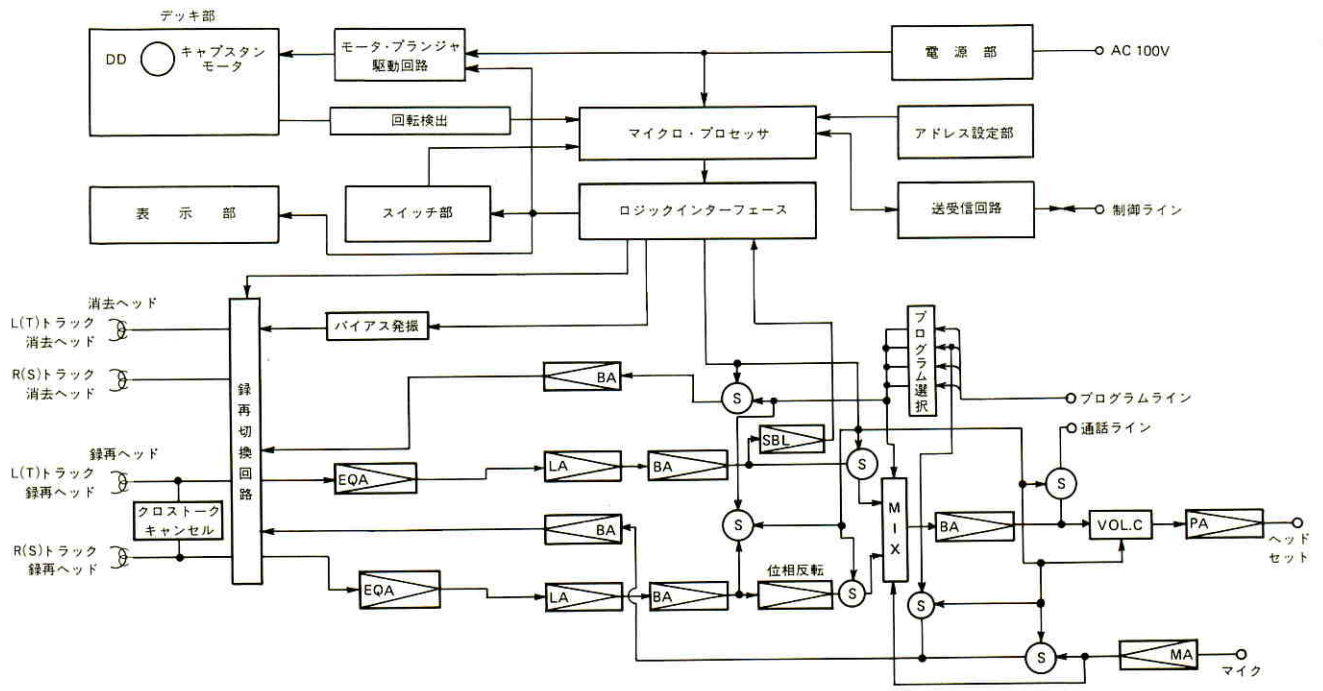 デッキ部
DD
キャプスタン
モータ
モータ・プランジャ
駆動回路
電源部
AC 100V
回転検出
マイクロ・プロセッサ
アドレス設定部
表示部
スイッチ部
ロジックインターフェース
送受信回路
制御ライン
消去ヘッド
L(T)トラック
消去ヘッド
R(S)トラック
消去ヘッド
録再ヘッド
L(T)トラック
録再ヘッド
クロストーク
キャンセル
R(S)トラック
録再ヘッド
録再切換回路
バイアス発振
BA
S
プログラム選択
プログラムライン
通話ライン
EQA
LA
BA
SBL
S
S
S
MIX
BA
VOL.C
PA
ヘッド
セット
BA
EQA
LA
BA
位相反転
S
S
S
MA
マイク